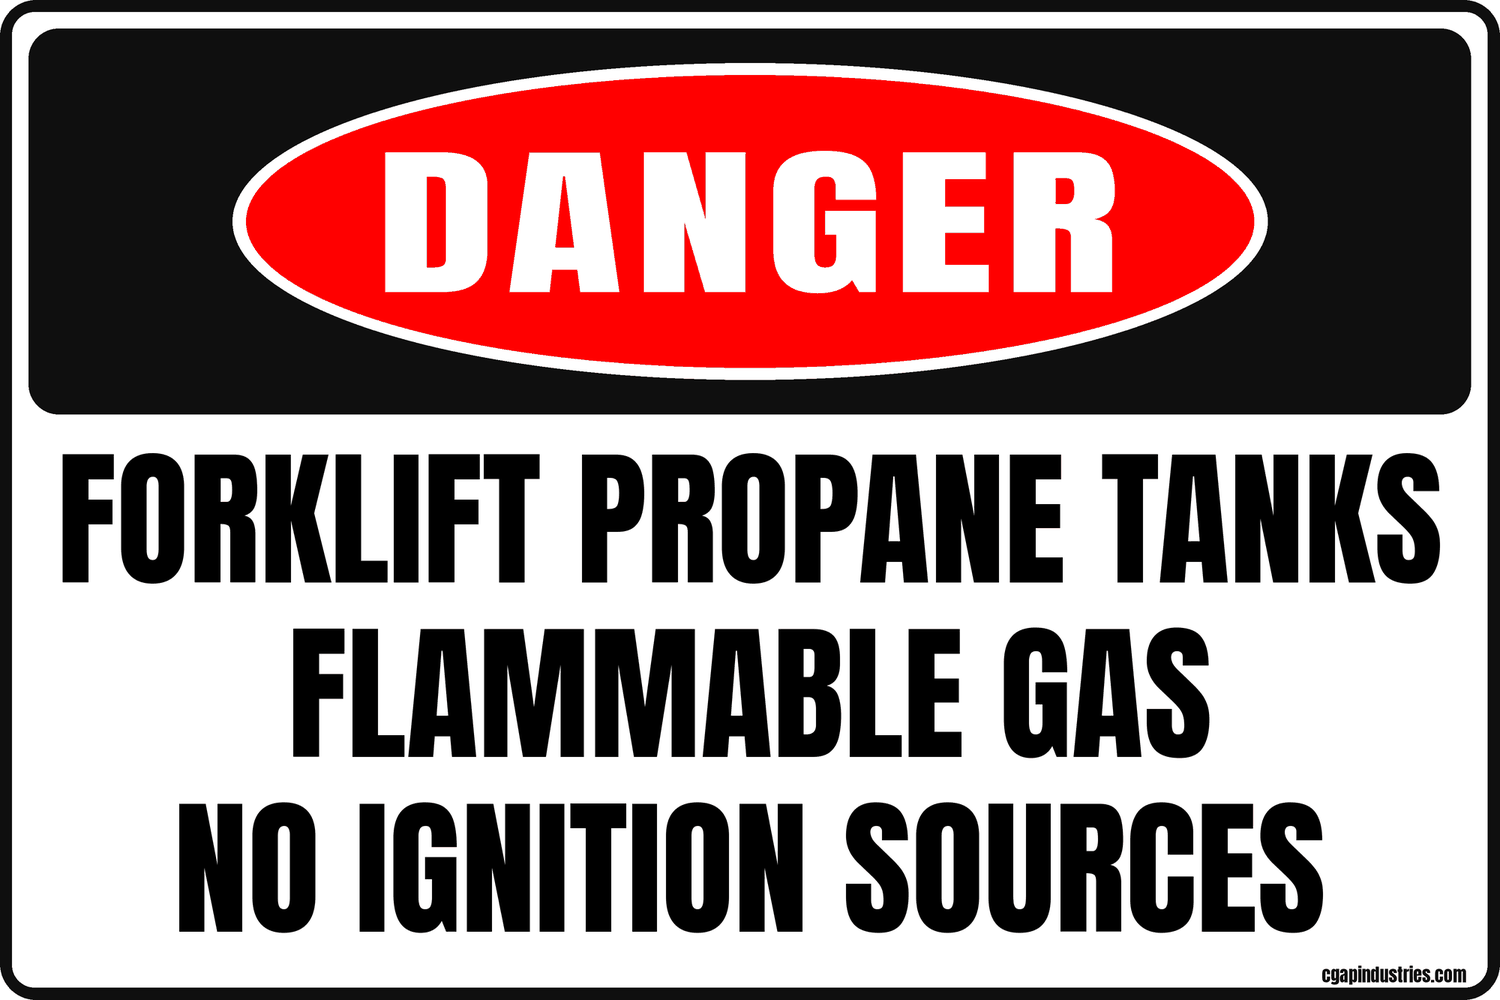 DANGER
FORKLIFT PROPANE TANKS
FLAMMABLE GAS
NO IGNITION SOURCES
cgapindustries.com